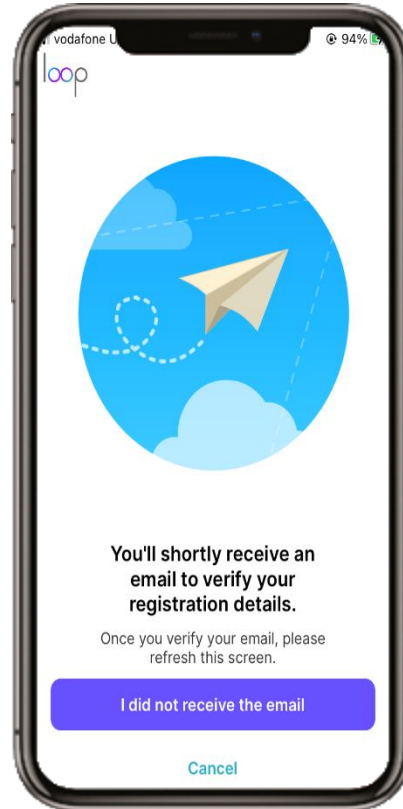 vodafone U
94%
loop
You'll shortly receive an
email to verify your
registration details.
Once you verify your email, please
refresh this screen.
I did not receive the email
Cancel